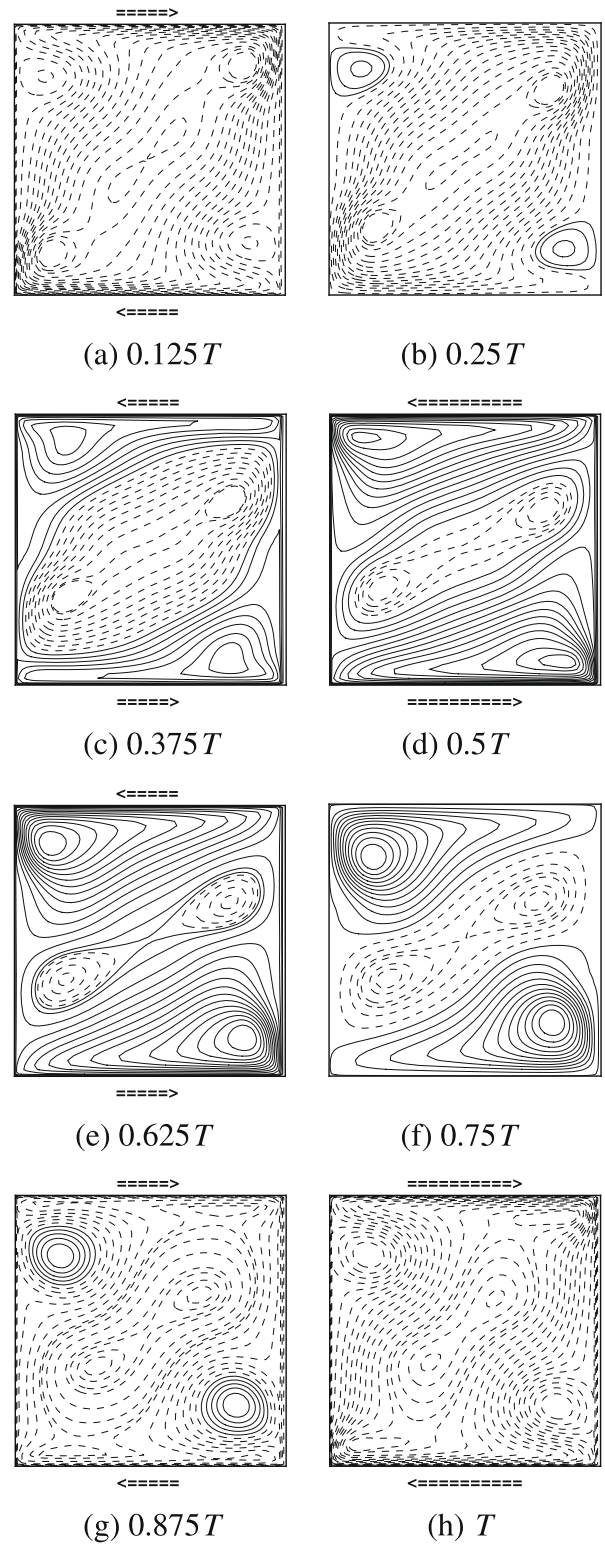 =====>
<=====
(a) 0.125T
(b) 0.25T
<=====
<==========
=====>
==========>
(c) 0.375T
(d) 0.5T
<=====
=====>
(e) 0.625T
(f) 0.75T
=====>
==========>
<=====
<==========
(g) 0.875T
(h) T